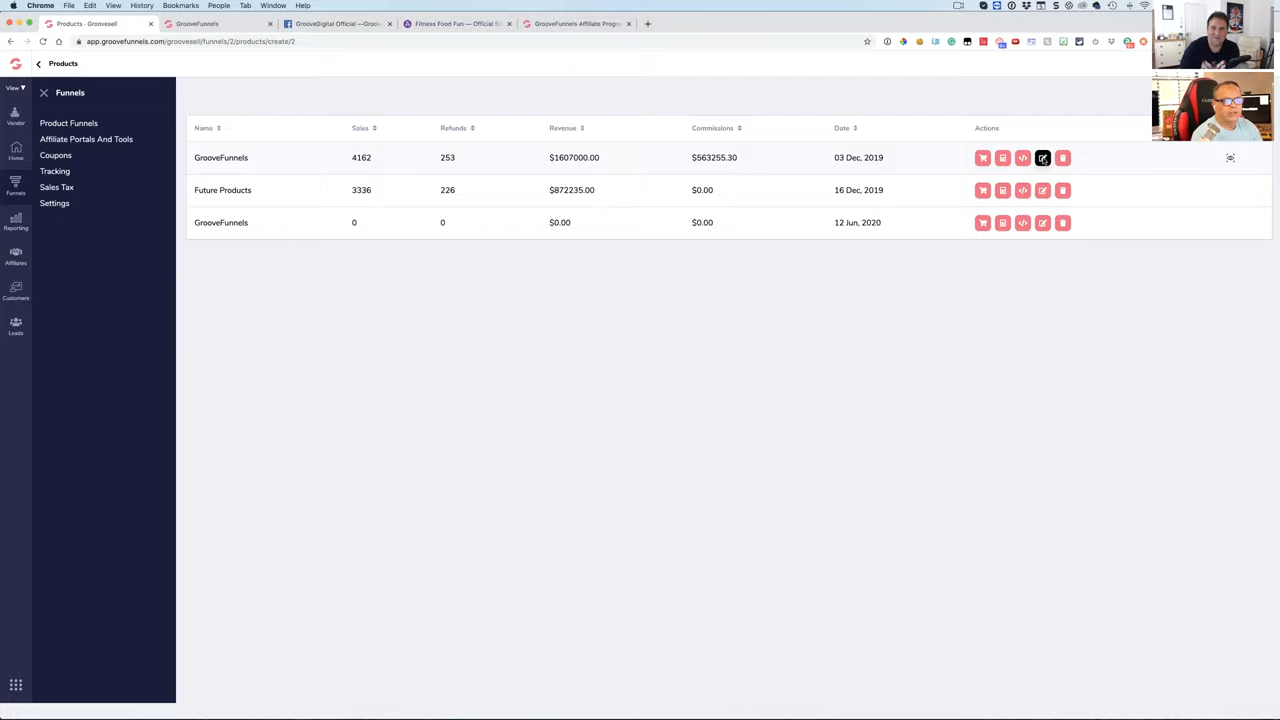 Chrome File Edit View History Bookmarks People Tab Window Help
Products - Groovesell GrooveFunnels GrooveDigital Official —Groov Fitness Food Fun — Official Si GrooveFunnels Affiliate Progr
app.groovefunnels.com/groovesell/funnels/2/products/create/2
Products
View
Funnels
Vendor
Home
Funnels
Reporting
Affiliates
Customers
Leads
Product Funnels
Affiliate Portals And Tools
Coupons
Tracking
Sales Tax
Settings
Name Sales Refunds Revenue Commissions Date Actions
GrooveFunnels 4162 253 $1607000.00 $563255.30 03 Dec, 2019
Future Products 3336 226 $872235.00 $0.00 16 Dec, 2019
GrooveFunnels 0 0 $0.00 $0.00 12 Jun, 2020